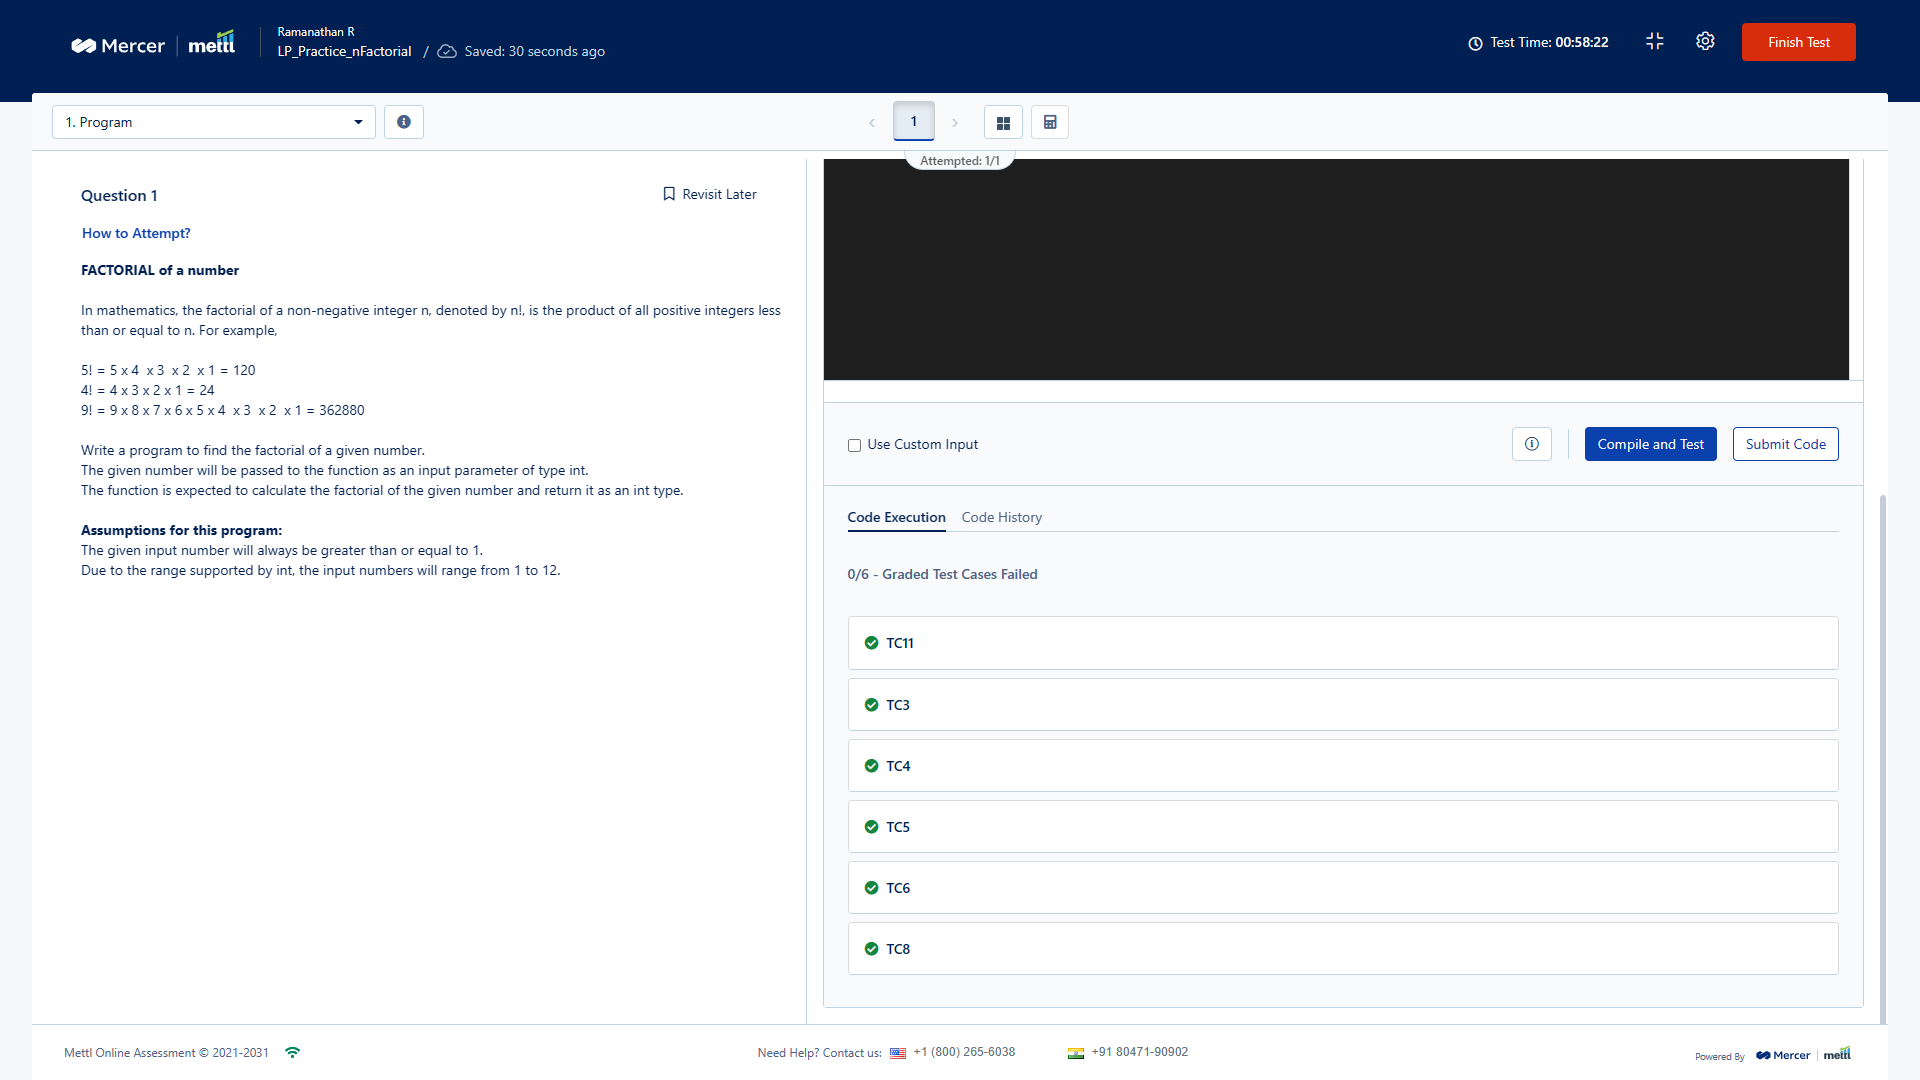 Mercer
mettl
Ramanathan R
LP_Practice_nFactorial / Saved: 30 seconds ago
Test Time: 00:58:22
Finish Test
1. Program
1
Attempted: 1/1
Question 1
Revisit Later
How to Attempt?
FACTORIAL of a number
In mathematics, the factorial of a non-negative integer n, denoted by n!, is the product of all positive integers less
than or equal to n. For example,
5! = 5 x 4 x 3 x 2 x 1 = 120
4! = 4 x 3 x 2 x 1 = 24
9! = 9 x 8 x 7 x 6 x 5 x 4 x 3 x 2 x 1 = 362880
Write a program to find the factorial of a given number.
The given number will be passed to the function as an input parameter of type int.
The function is expected to calculate the factorial of the given number and return it as an int type.
Assumptions for this program:
The given input number will always be greater than or equal to 1.
Due to the range supported by int, the input numbers will range from 1 to 12.
Use Custom Input
Compile and Test
Submit Code
Code Execution
Code History
0/6 - Graded Test Cases Failed
TC11
TC3
TC4
TC5
TC6
TC8
Mettl Online Assessment © 2021-2031
Need Help? Contact us: +1 (800) 265-6038
+91 80471-90902
Powered By Mercer mettl